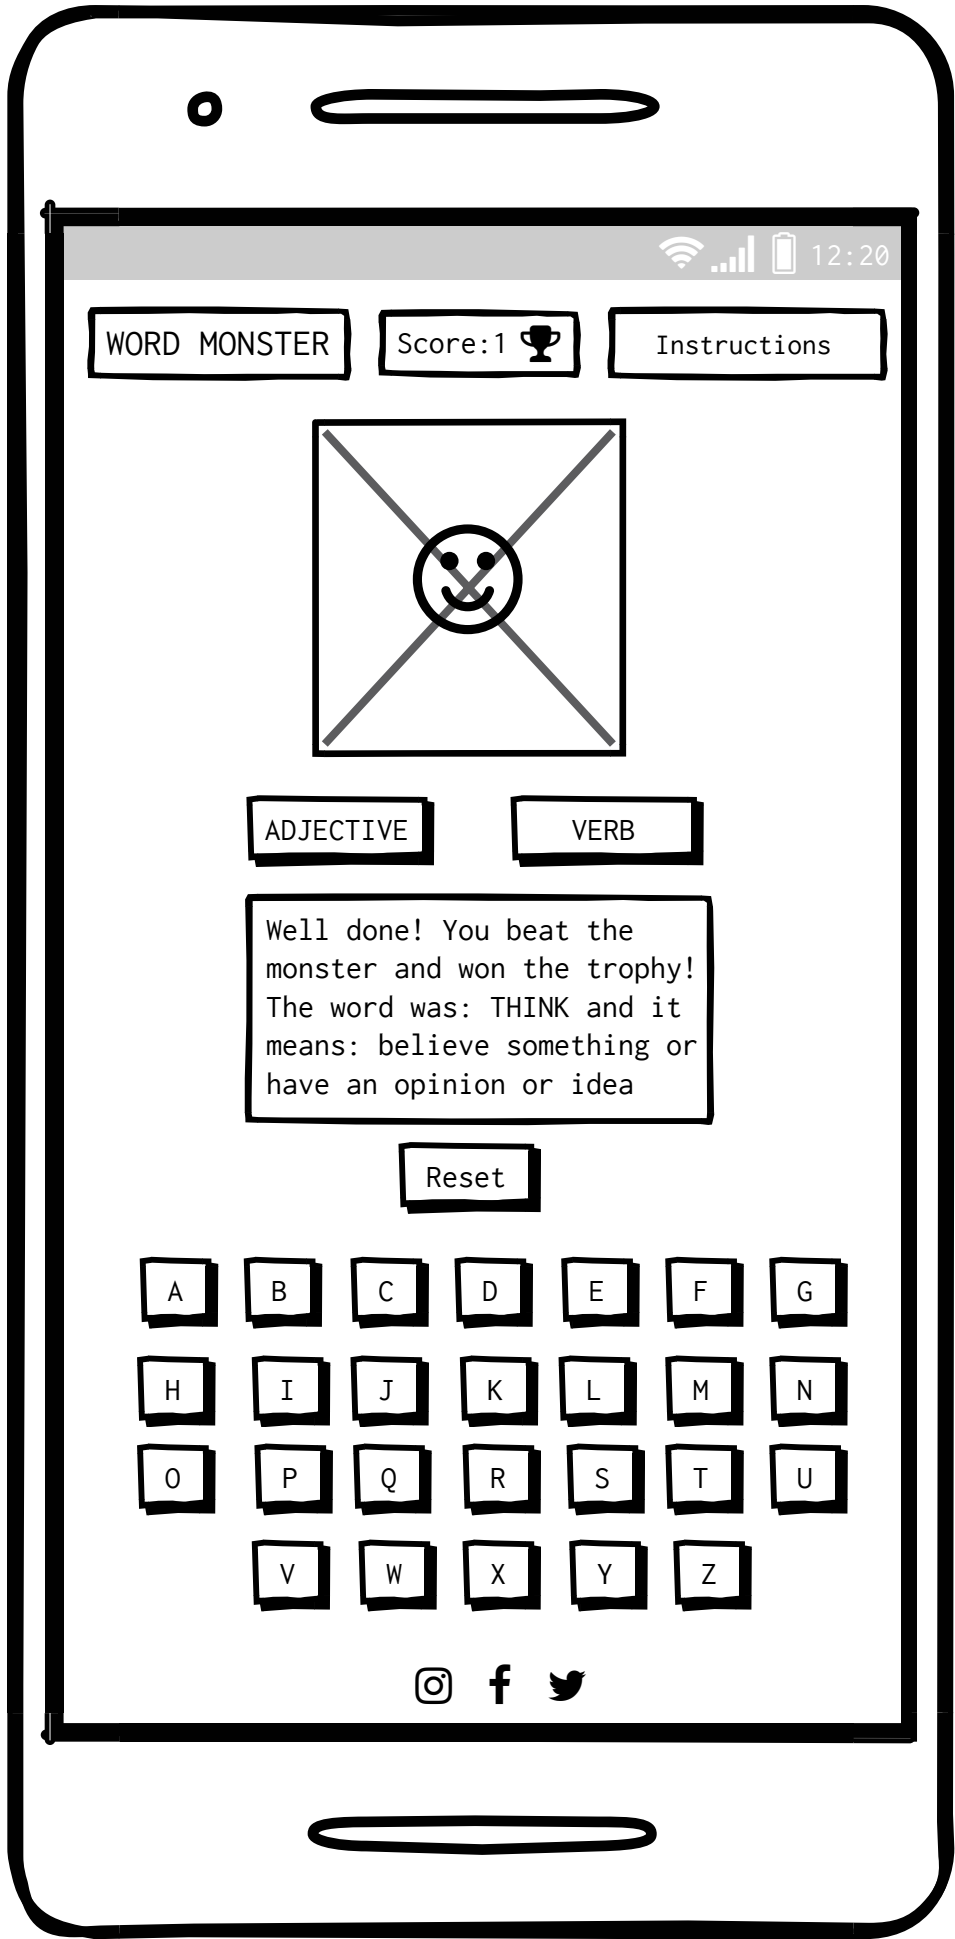 12:20
WORD MONSTER
Score:1
Instructions
ADJECTIVE
VERB
Well done! You beat the
monster and won the trophy!
The word was: THINK and it
means: believe something or
have an opinion or idea
Reset
A B C D E F G
H I J K L M N
O P Q R S T U
V W X Y Z